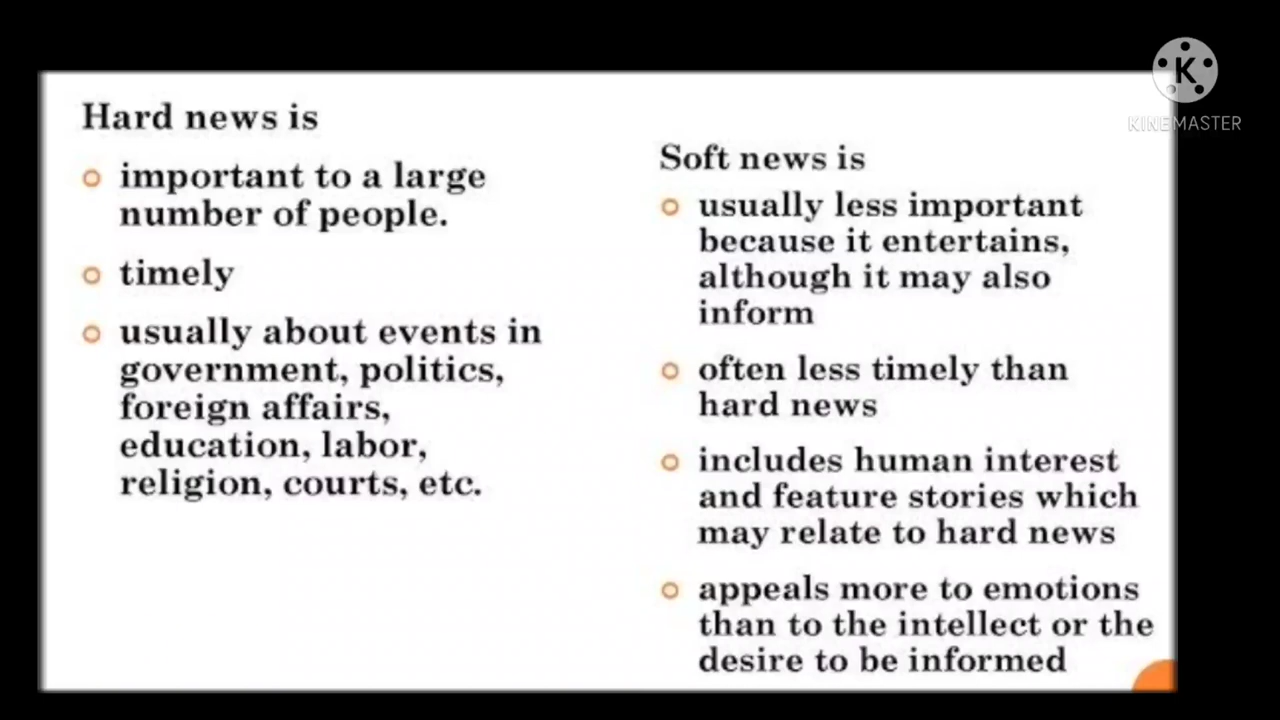 Hard news is
important to a large
number of people.
timely
usually about events in
government, politics,
foreign affairs,
education, labor,
religion, courts, etc.
Soft news is
usually less important
because it entertains,
although it may also
inform
often less timely than
hard news
includes human interest
and feature stories which
may relate to hard news
appeals more to emotions
than to the intellect or the
desire to be informed
K
KINEMASTER